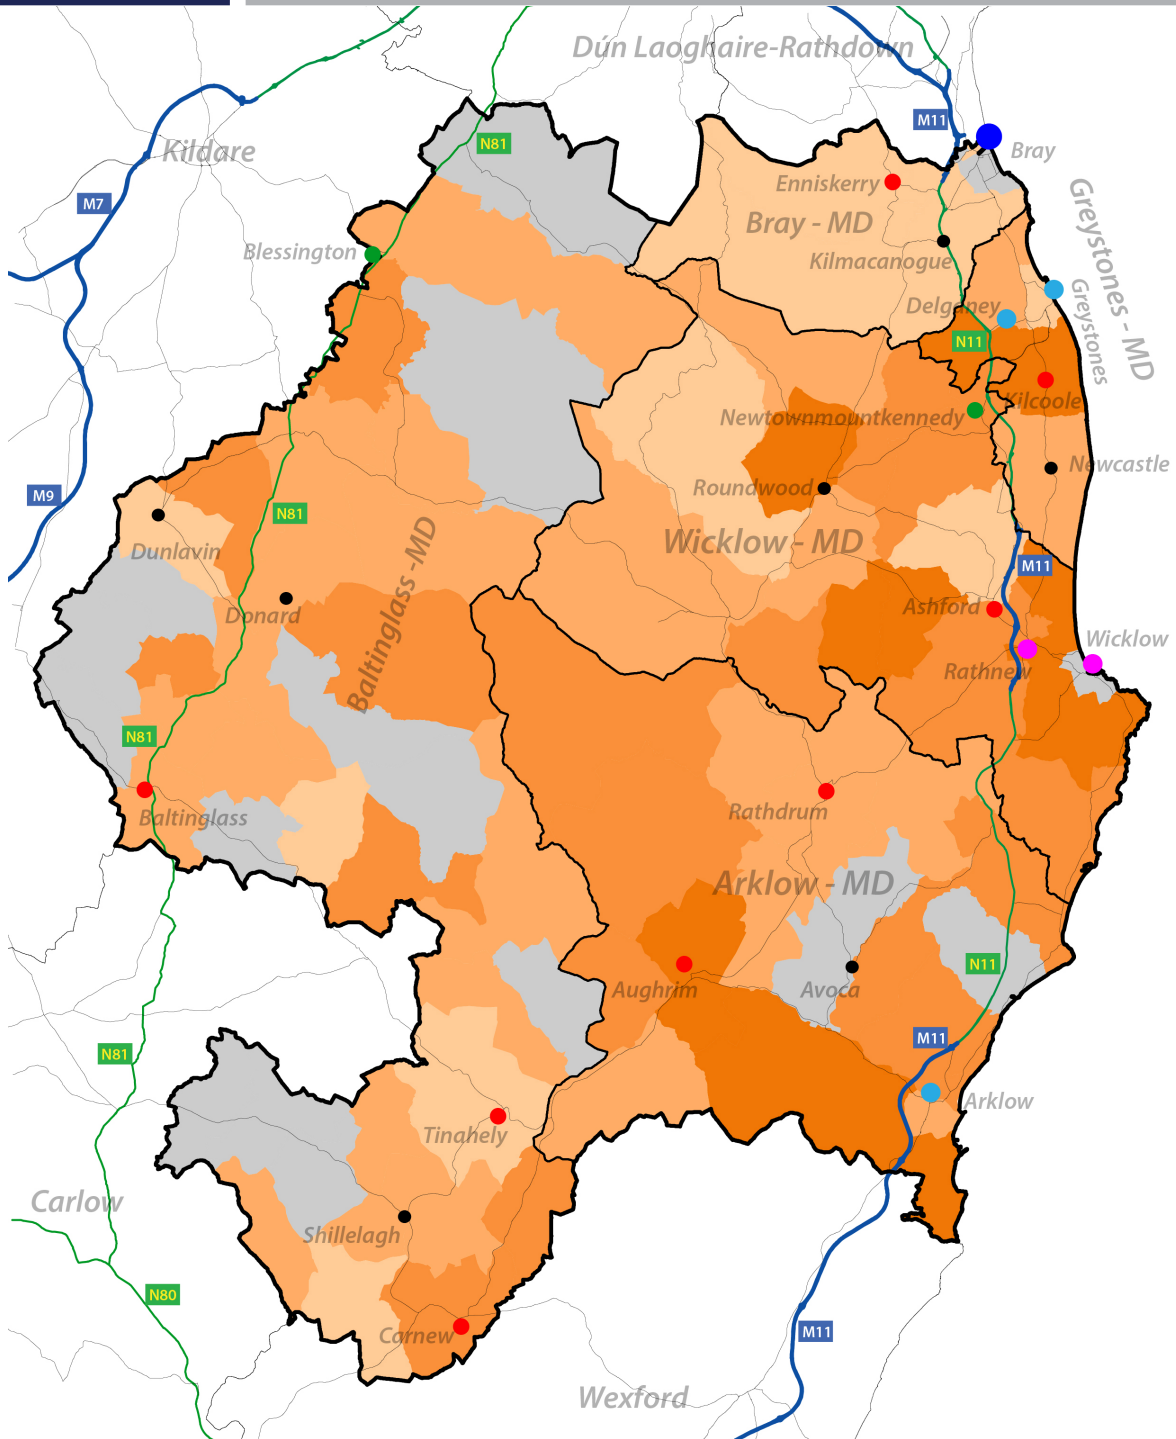 Dún Laoghaire-Rathdown
M11
N81
Bray
Kildare
Enniskerry
M7
Bray - MD
Greystones - MD
Blessington
Kilmacanogue
Delganey
Greystones
N11
Kilcoole
Newtownmountkennedy
Newcastle
Roundwood
M9
N81
Wicklow - MD
Dunlavin
Baltinglass -MD
M11
Donard
Ashford
Wicklow
Rathnew
N81
Baltinglass
Rathdrum
Arklow - MD
N11
Aughrim
Avoca
M11
N81
Arklow
Tinahely
Carlow
Shillelagh
N80
M11
Carnew
Wexford